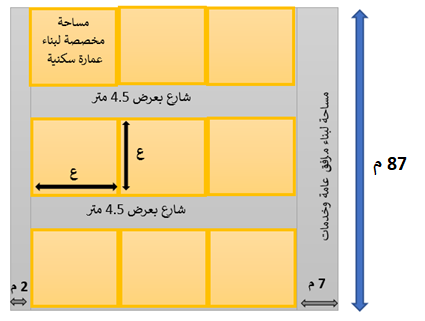 مساحة
مخصصة لبناء
عمارة سكنية
شارع بعرض 4.5 متر
ع
ع
شارع بعرض 4.5 متر
مساحة لبناء مرافق عامة وخدمات
87 م
7 م
2 م